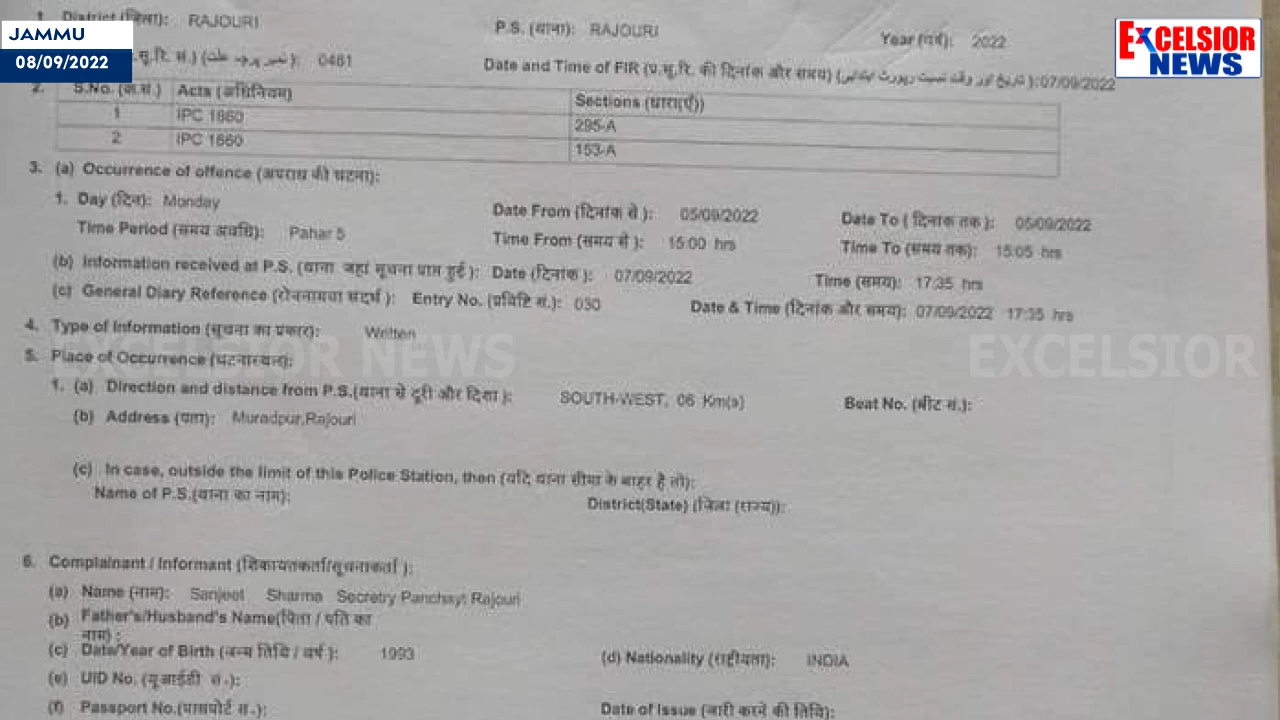 JAMMU
08/09/2022
EXCELSIOR
NEWS
1. District (जिला): RAJOURI P.S. (थाना): RAJOURI Year (वर्ष): 2022
सू.रि. सं.) ( 0461 Date and Time of FIR (प्र.सू.रि. की दिनांक और समय) ( ):07/09/2022
2. S.No. (क्र.सं.) Acts (अधिनियम) Sections (धारा(एँ))
1 IPC 1860 295-A
2 IPC 1860 153-A
3. (a) Occurrence of offence (अपराध की घटना):
1. Day (दिन): Monday Date From (दिनांक से ): 05/09/2022 Date To ( दिनांक तक ): 05/09/2022
Time Period (समय अवधि): Pahar 5 Time From (समय से ): 15:00 hrs Time To (समय तक): 15:05 hrs
(b) Information received at P.S. (थाना जहां सूचना प्राप्त हुई ): Date (दिनांक ): 07/09/2022 Time (समय): 17:35 hrs
(c) General Diary Reference (रोजनामचा संदर्भ ): Entry No. (प्रविष्टि सं.): 030 Date & Time (दिनांक और समय): 07/09/2022 17:35 hrs
4. Type of Information (सूचना का प्रकार): Written
EXCELSIOR NEWS EXCELSIOR
5. Place of Occurrence (घटनास्थल):
1. (a) Direction and distance from P.S.(थाना से दूरी और दिशा ): SOUTH-WEST, 06 Km(s) Beat No. (बीट सं.):
(b) Address (पता): Muradpur,Rajouri
(c) In case, outside the limit of this Police Station, then (यदि थाना सीमा के बाहर है तो):
Name of P.S.(थाना का नाम): District(State) (जिला (राज्य)):
6. Complainant / Informant (शिकायतकर्ता/सूचनाकर्ता ):
(a) Name (नाम): Sanjeet Sharma Secretry Panchayt Rajouri
(b) Father's/Husband's Name(पिता / पति का
नाम) :
(c) Date/Year of Birth (जन्म तिथि / वर्ष ): 1993 (d) Nationality (राष्ट्रीयता): INDIA
(e) UID No. (यूआईडी सं .):
(f) Passport No.(पासपोर्ट सं .): Date of Issue (जारी करने की तिथि):